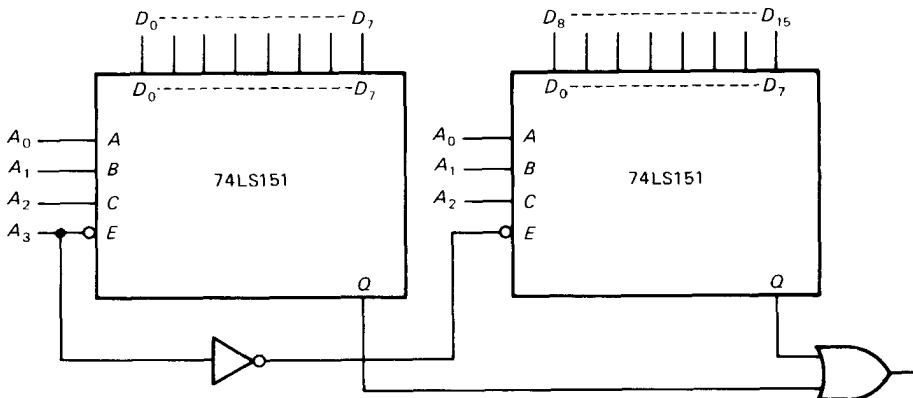 D₀ D₇
D₈ D₁₅
D₀ D₇
D₀ D₇
A₀ A
A₁ B
A₂ C
A₃ E
74LS151
Q
A₀ A
A₁ B
A₂ C
E
74LS151
Q